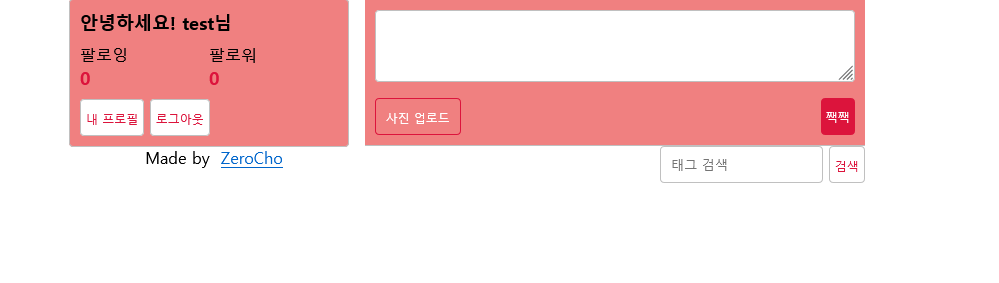 안녕하세요! test님
팔로잉 팔로워
0 0
내 프로필 로그아웃
Made by ZeroCho
사진 업로드 짹짹
태그 검색 검색